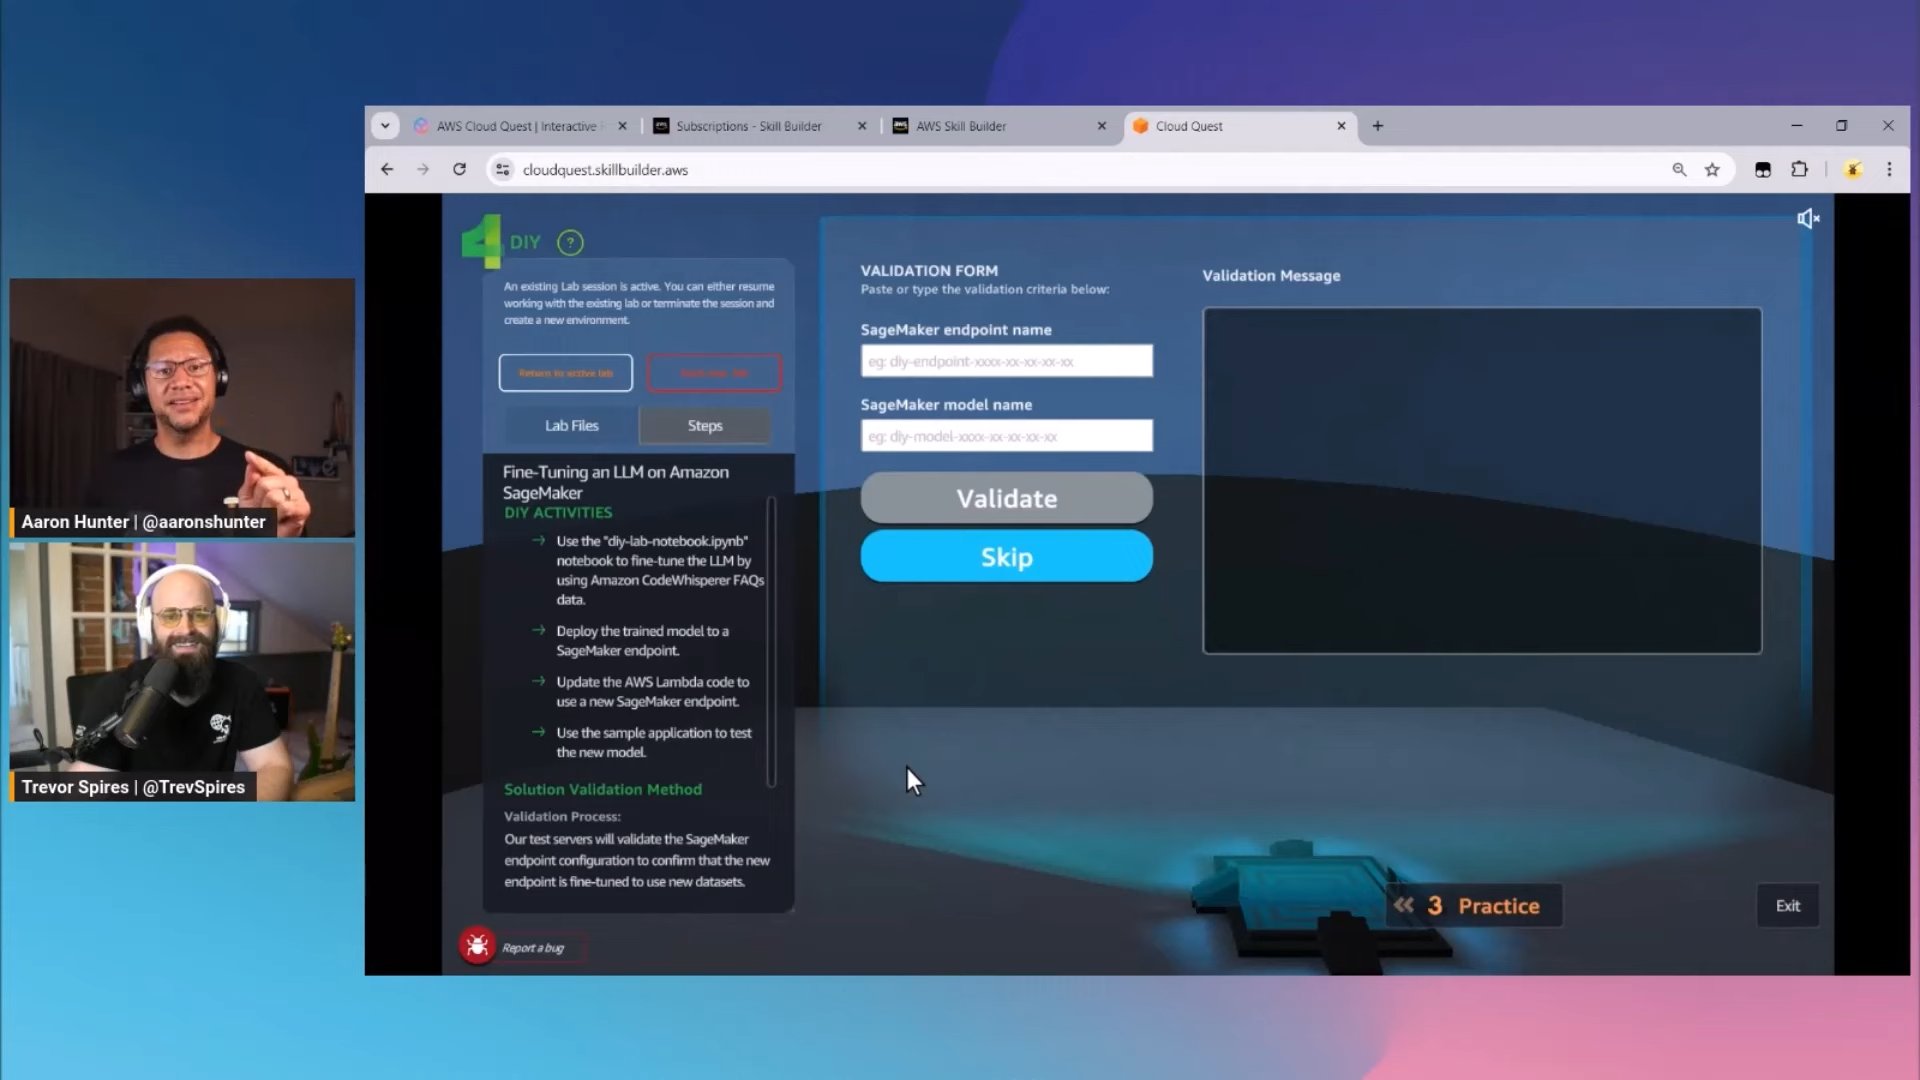 AWS Cloud Quest | Interactive
Subscriptions - Skill Builder
AWS Skill Builder
Cloud Quest
cloudquest.skillbuilder.aws
4 DIY ?
An existing Lab session is active. You can either resume
working with the existing lab or terminate the session and
create a new environment.
Return to active lab
Lab Files
Steps
Fine-Tuning an LLM on Amazon
SageMaker
DIY ACTIVITIES
→ Use the "diy-lab-notebook.ipynb"
notebook to fine-tune the LLM by
using Amazon CodeWhisperer FAQs
data.
→ Deploy the trained model to a
SageMaker endpoint.
→ Update the AWS Lambda code to
use a new SageMaker endpoint.
→ Use the sample application to test
the new model.
Solution Validation Method
Validation Process:
Our test servers will validate the SageMaker
endpoint configuration to confirm that the new
endpoint is fine-tuned to use new datasets.
Report a bug
VALIDATION FORM
Paste or type the validation criteria below:
SageMaker endpoint name
eg: diy-endpoint-xxxx-xx-xx-xx-xx
SageMaker model name
eg: diy-model-xxxx-xx-xx-xx-xx
Validate
Skip
Validation Message
« 3 Practice
Exit
Aaron Hunter | @aaronshunter
Trevor Spires | @TrevSpires